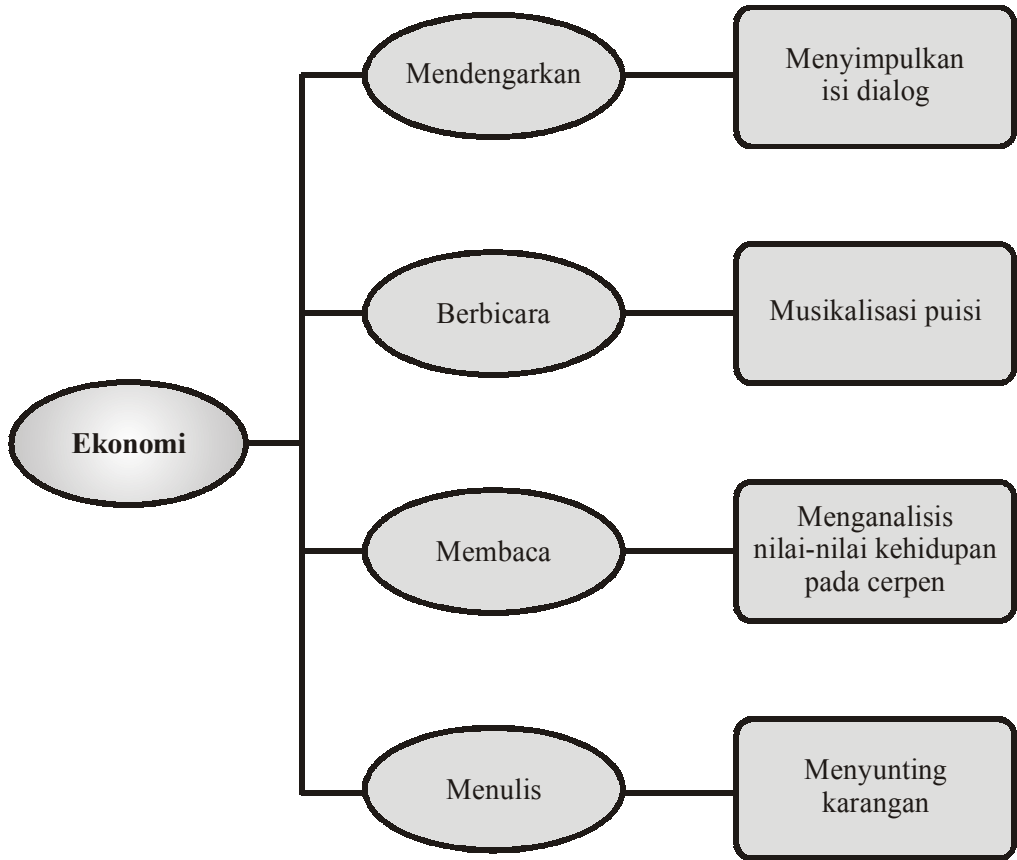 Ekonomi
Mendengarkan
Menyimpulkan
isi dialog
Berbicara
Musikalisasi puisi
Membaca
Menganalisis
nilai-nilai kehidupan
pada cerpen
Menulis
Menyunting
karangan